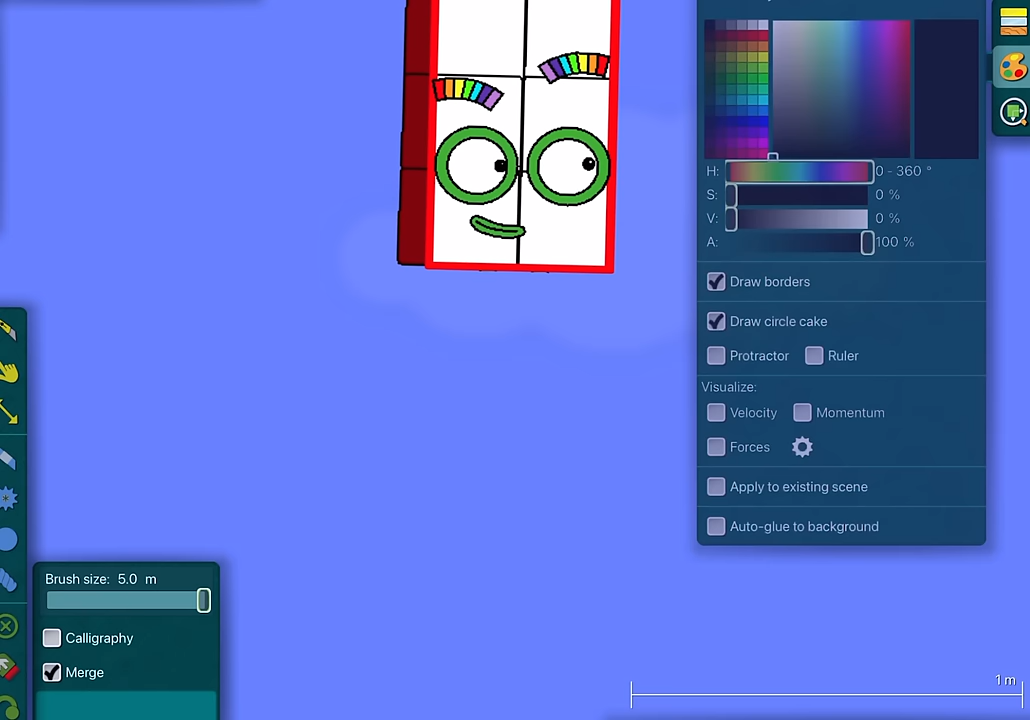 H: 0 - 360 °
S: 0 %
V: 0 %
A: 100 %
Draw borders
Draw circle cake
Protractor Ruler
Visualize:
Velocity Momentum
Forces
Apply to existing scene
Auto-glue to background
Brush size: 5.0 m
Calligraphy
Merge
1 m